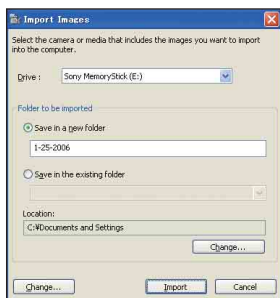 Import Images
Select the camera or media that includes the images you want to import
into the computer.
Drive :
Sony MemoryStick (E:)
Folder to be imported
Save in a new folder
1-25-2006
Save in the existing folder
Location:
C:¥Documents and Settings
Change...
Change...
Import
Cancel